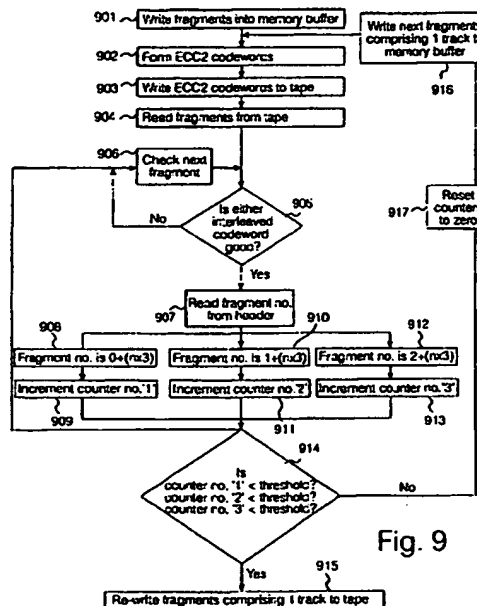 901
Write fragments into memory buffer
902
Form ECC2 codewords
903
Write ECC2 codewords to tape
904
Read fragments from tape
Write next fragments
comprising 1 track to
memory buffer
916
906
Check next
fragment
905
Is either
interleaved
codeword
good?
No
Yes
Reset
counters
to zero
917
907
Read fragment no.
from header
908
910
912
Fragment no. is 0+(nx3)
Fragment no. is 1+(nx3)
Fragment no. is 2+(nx3)
Increment counter no.'1'
Increment counter no.'2'
Increment counter no.'3'
909
911
913
914
Is
counter no. '1' < threshold?
counter no. '2' < threshold?
counter no. '3' < threshold?
No
Yes
Fig. 9
915
Re-write fragments comprising 1 track to tape